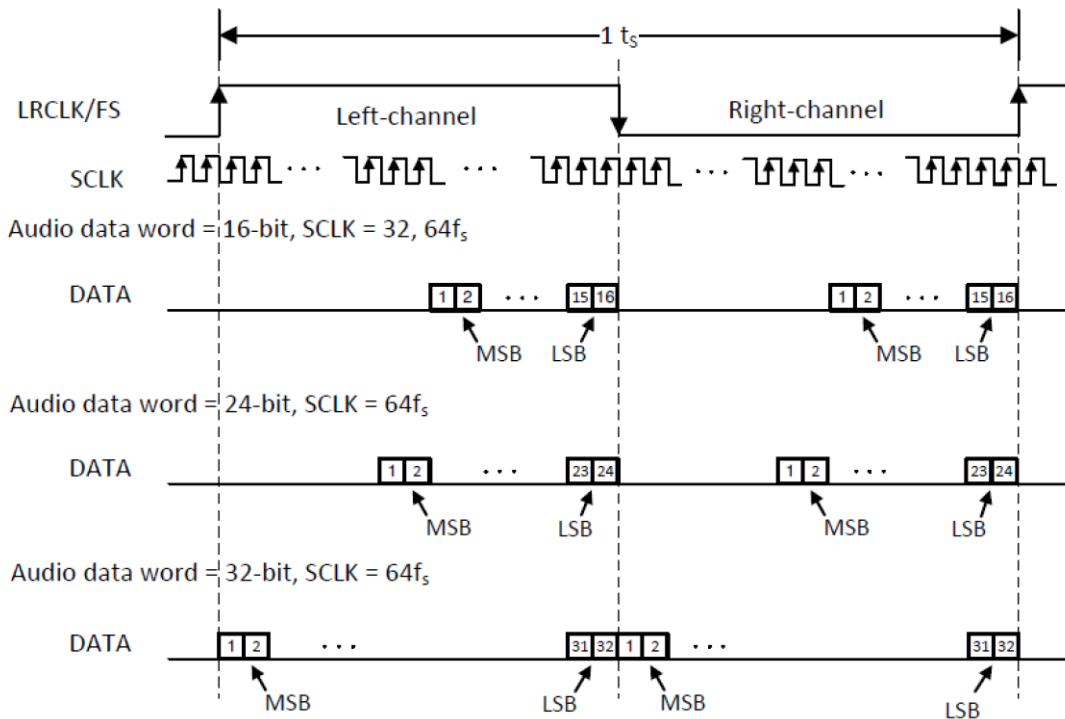 1 tS
LRCLK/FS
Left-channel
Right-channel
SCLK
Audio data word = 16-bit, SCLK = 32, 64fs
DATA
1 2 ... 15 16 1 2 ... 15 16
MSB LSB MSB LSB
Audio data word = 24-bit, SCLK = 64fs
DATA
1 2 ... 23 24 1 2 ... 23 24
MSB LSB MSB LSB
Audio data word = 32-bit, SCLK = 64fs
DATA
1 2 ... 31 32 1 2 ... 31 32
MSB LSB MSB LSB